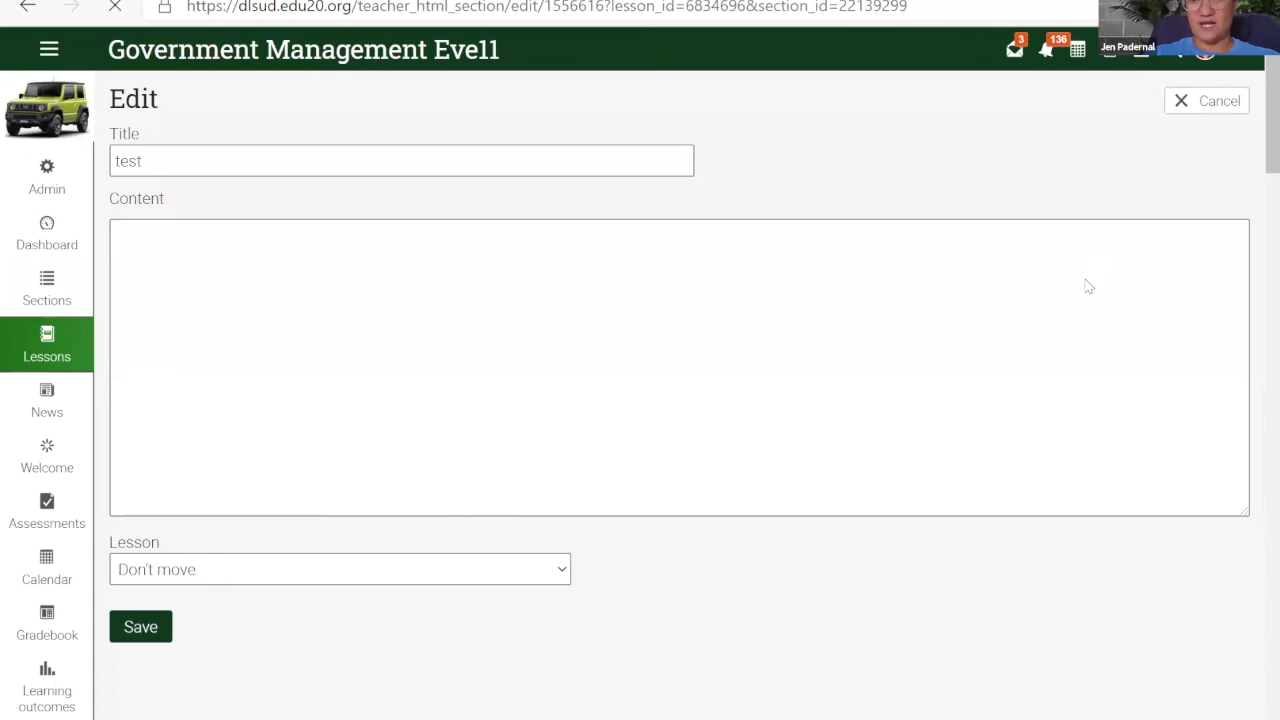 https://dlsud.edu20.org/teacher_html_section/edit/1556616?lesson_id=6834696&section_id=22139299
Government Management Eve11
3
136
Jen Padernal
Edit
Cancel
Title
test
Content
Admin
Dashboard
Sections
Lessons
News
Welcome
Assessments
Calendar
Gradebook
Learning
outcomes
Lesson
Don't move
Save